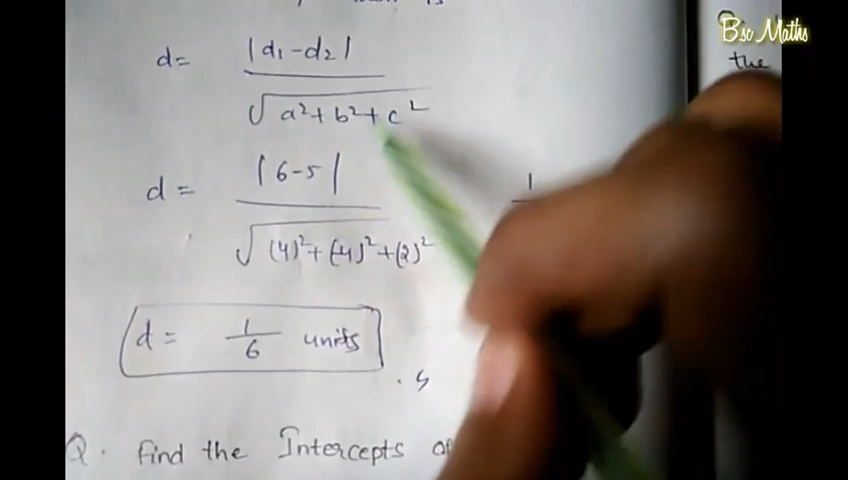 Bsc Maths
the
d = |d₁-d₂| / √a²+b²+c²
d = |6-5| / √(4)²+(-4)²+(2)²
1
d = 1/6 units
Q. Find the Intercepts